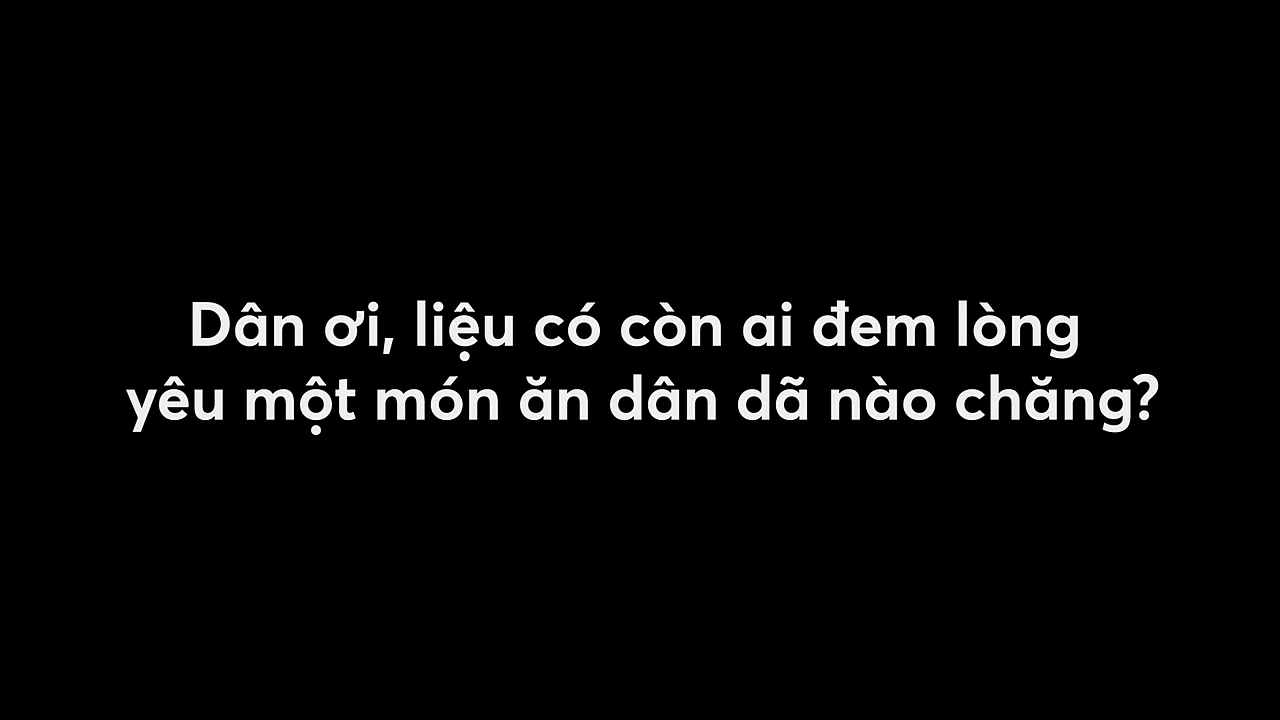 Dân ơi, liệu có còn ai đem lòng
yêu một món ăn dân dã nào chăng?